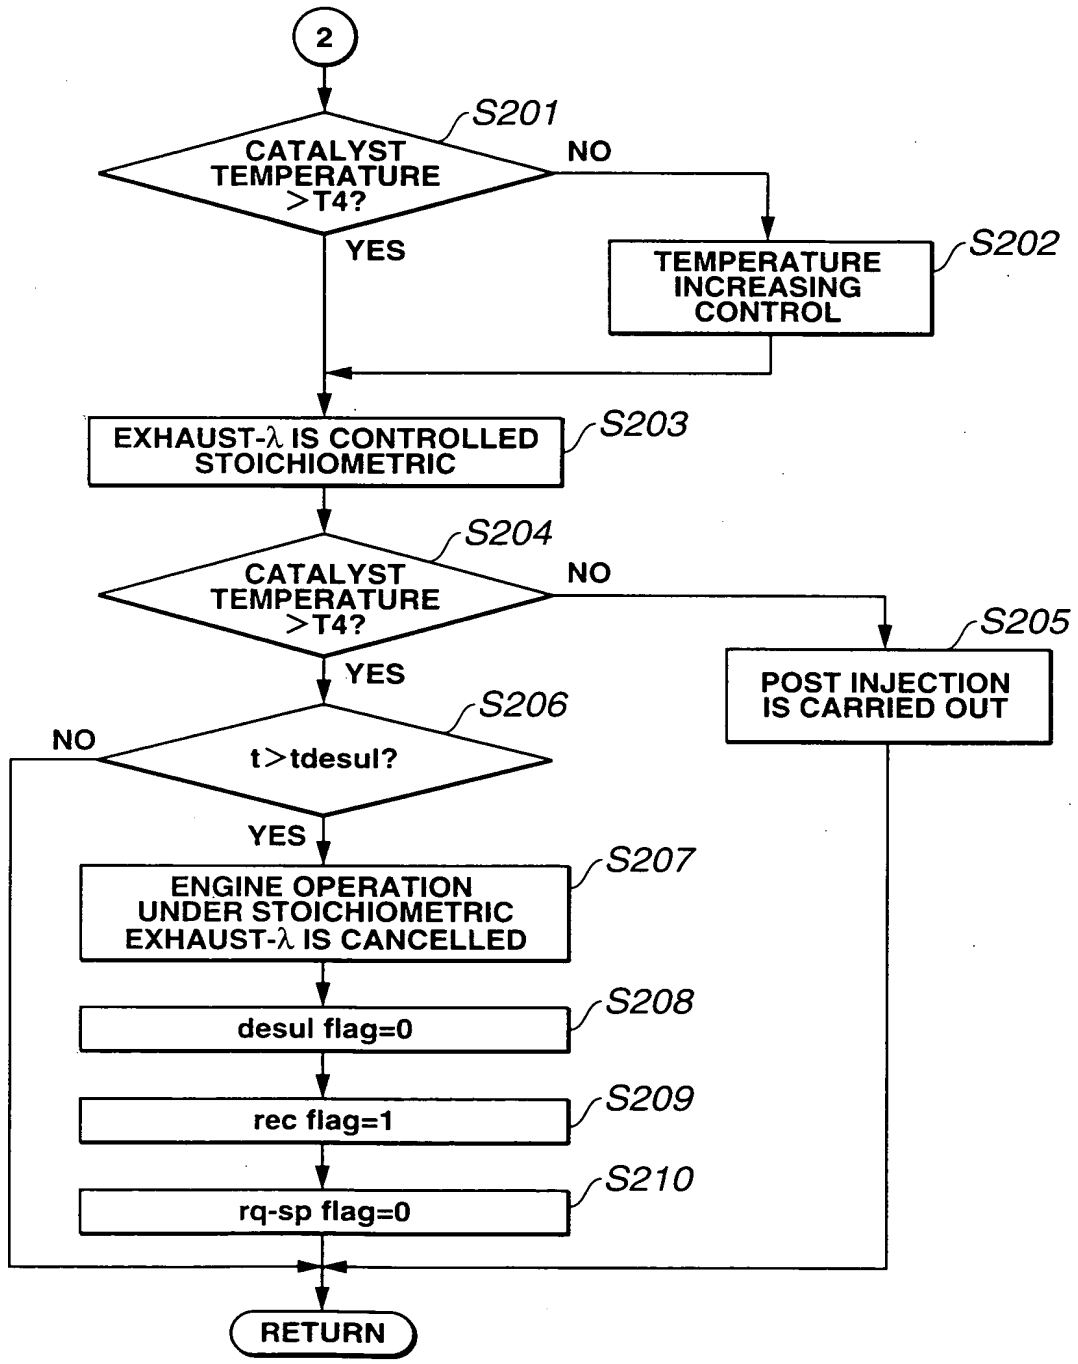 2
S201
CATALYST
TEMPERATURE
>T4?
NO
YES
S202
TEMPERATURE
INCREASING
CONTROL
S203
EXHAUST-λ IS CONTROLLED
STOICHIOMETRIC
S204
CATALYST
TEMPERATURE
>T4?
NO
YES
S205
POST INJECTION
IS CARRIED OUT
S206
t>tdesul?
NO
YES
S207
ENGINE OPERATION
UNDER STOICHIOMETRIC
EXHAUST-λ IS CANCELLED
S208
desul flag=0
S209
rec flag=1
S210
rq-sp flag=0
RETURN